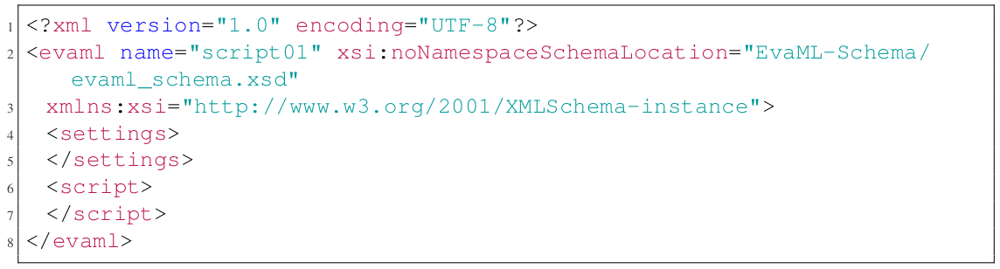 1 <?xml version="1.0" encoding="UTF-8"?>
2 <evaml name="script01" xsi:noNamespaceSchemaLocation="EvaML-Schema/
evaml_schema.xsd"
3 xmlns:xsi="http://www.w3.org/2001/XMLSchema-instance">
4 <settings>
5 </settings>
6 <script>
7 </script>
8 </evaml>